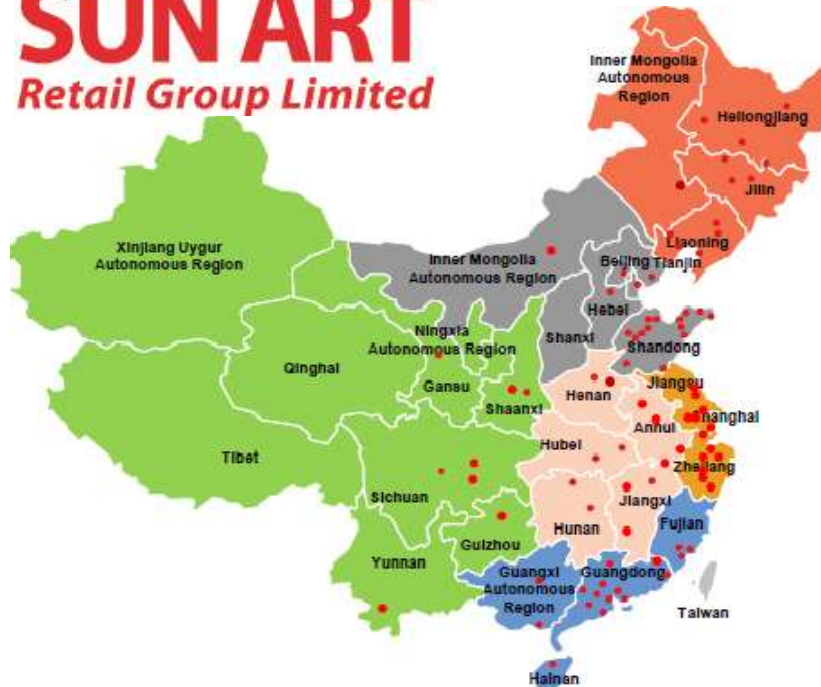 SUN ART
Retail Group Limited
Inner Mongolia
Autonomous
Region
Heilongjiang
Jilin
Liaoning
Xinjiang Uygur
Autonomous Region
Inner Mongolia
Autonomous Region
Beijing
Tianjin
Hebei
Shanxi
Shandong
Ningxia
Autonomous Region
Qinghai
Gansu
Shaanxi
Henan
Jiangsu
Shanghai
Anhui
Hubei
Zhejiang
Tibet
Sichuan
Jiangxi
Hunan
Fujian
Guizhou
Yunnan
Guangxi
Autonomous
Region
Guangdong
Taiwan
Hainan